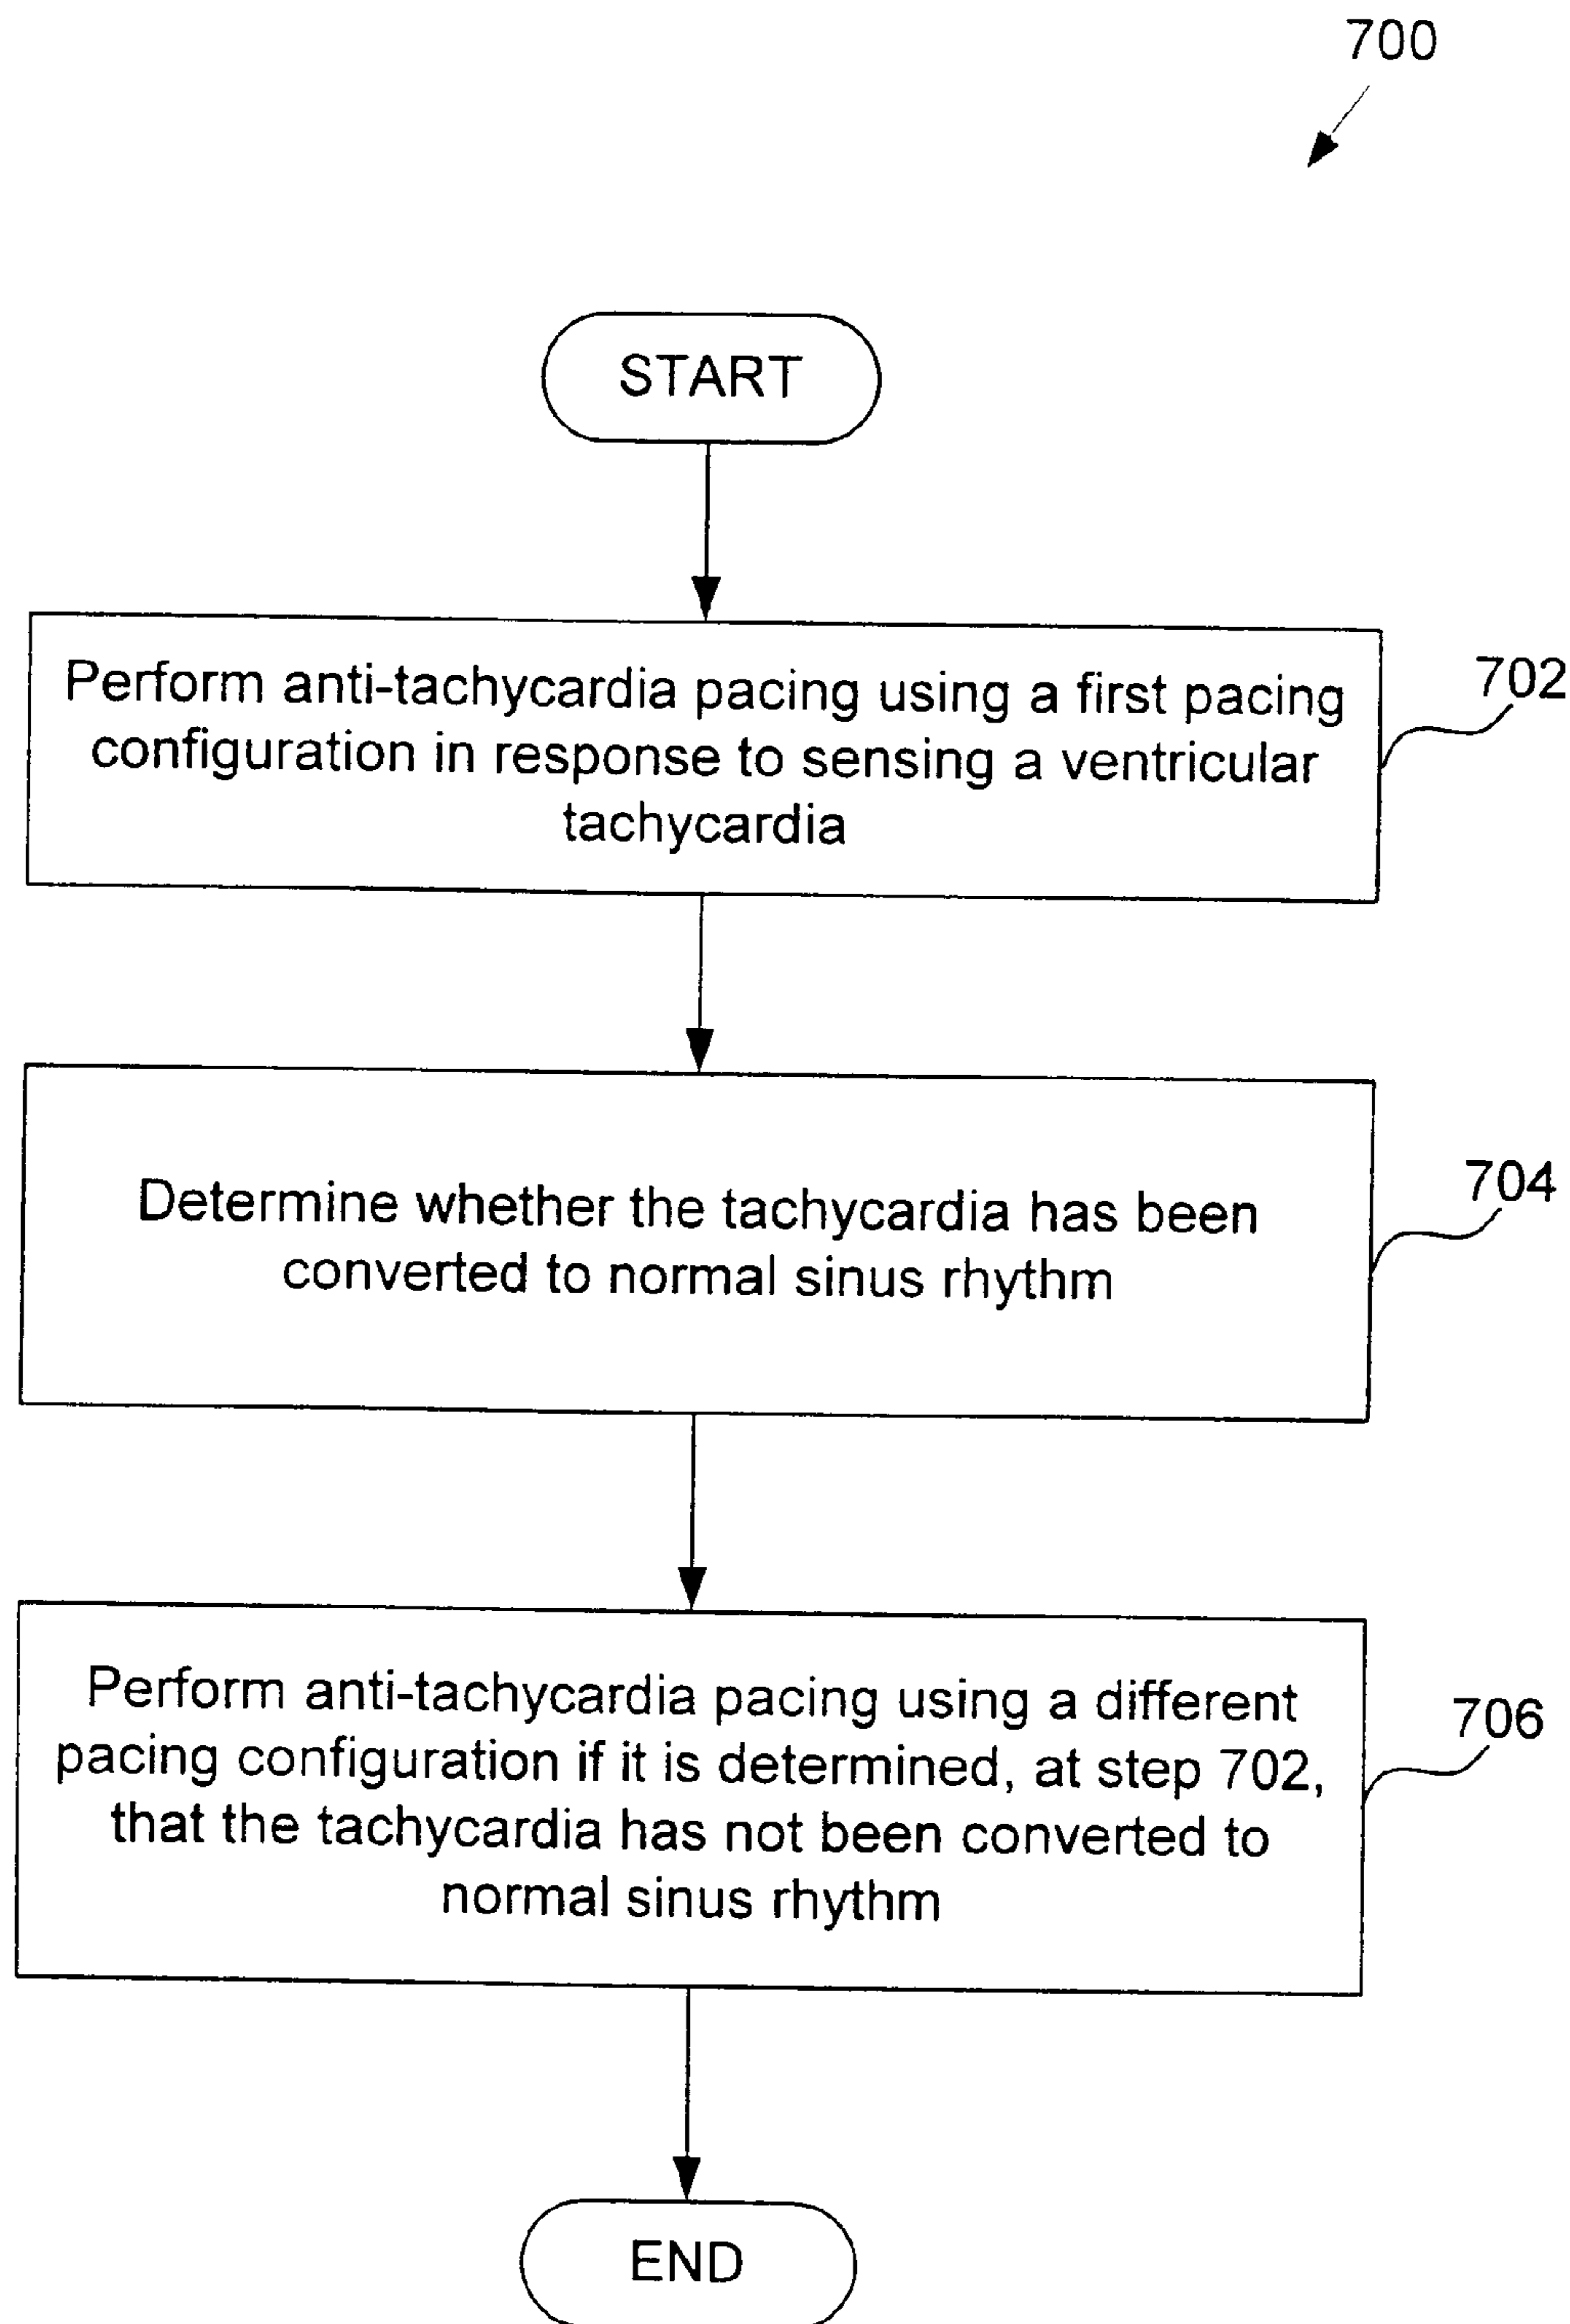 700
START
Perform anti-tachycardia pacing using a first pacing
configuration in response to sensing a ventricular
tachycardia
702
Determine whether the tachycardia has been
converted to normal sinus rhythm
704
Perform anti-tachycardia pacing using a different
pacing configuration if it is determined, at step 702,
that the tachycardia has not been converted to
normal sinus rhythm
706
END